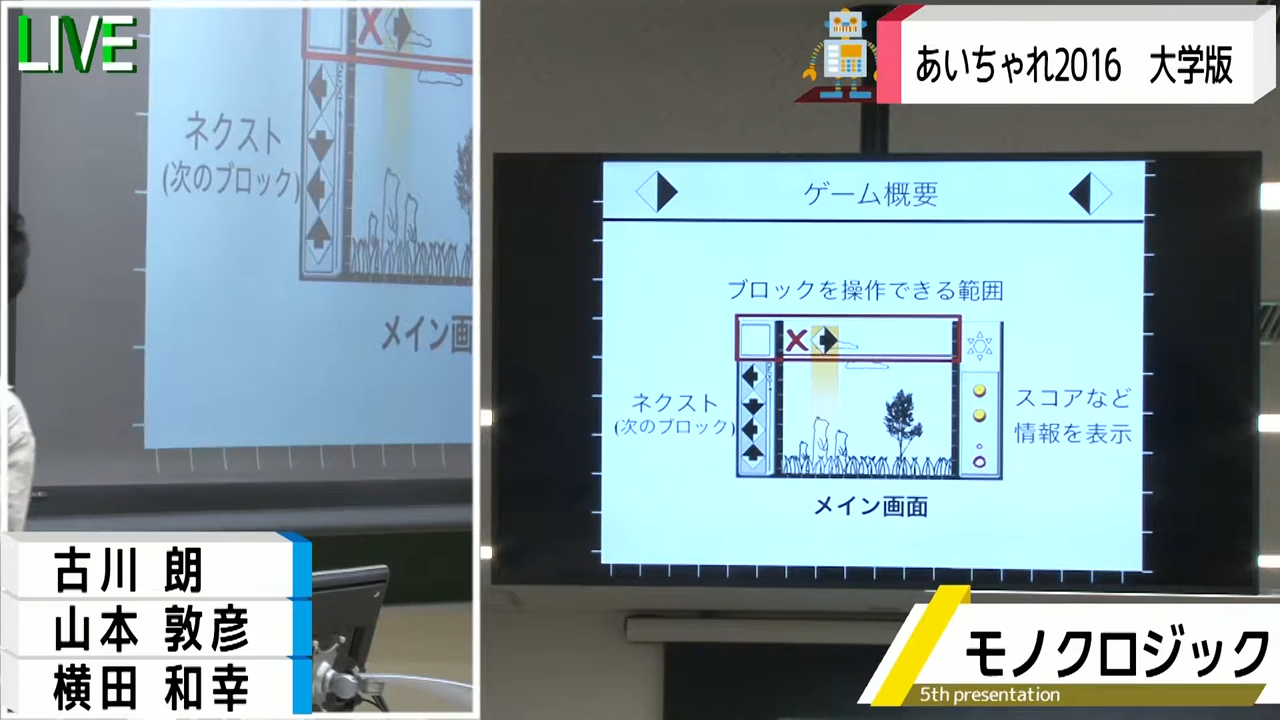 LIVE
あいちゃれ2016 大学版
ネクスト
(次のブロック)
メイン画
ゲーム概要
ブロックを操作できる範囲
ネクスト
(次のブロック)
スコアなど
情報を表示
メイン画面
古川 朗
山本 敦彦
横田 和幸
モノクロジック
5th presentation